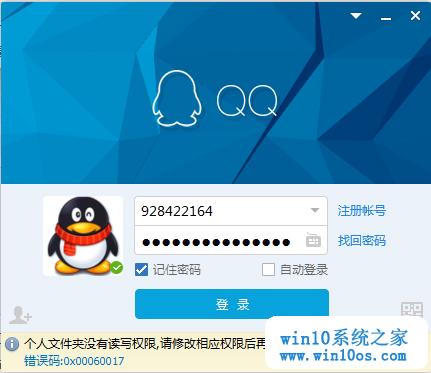 QQ
928422164
注册帐号
●●●●●●●●●●●●●●●
找回密码
记住密码
自动登录
登 录
个人文件夹没有读写权限,请修改相应权限后再
错误码:0x00060017
win10系统之家
www.win10os.com